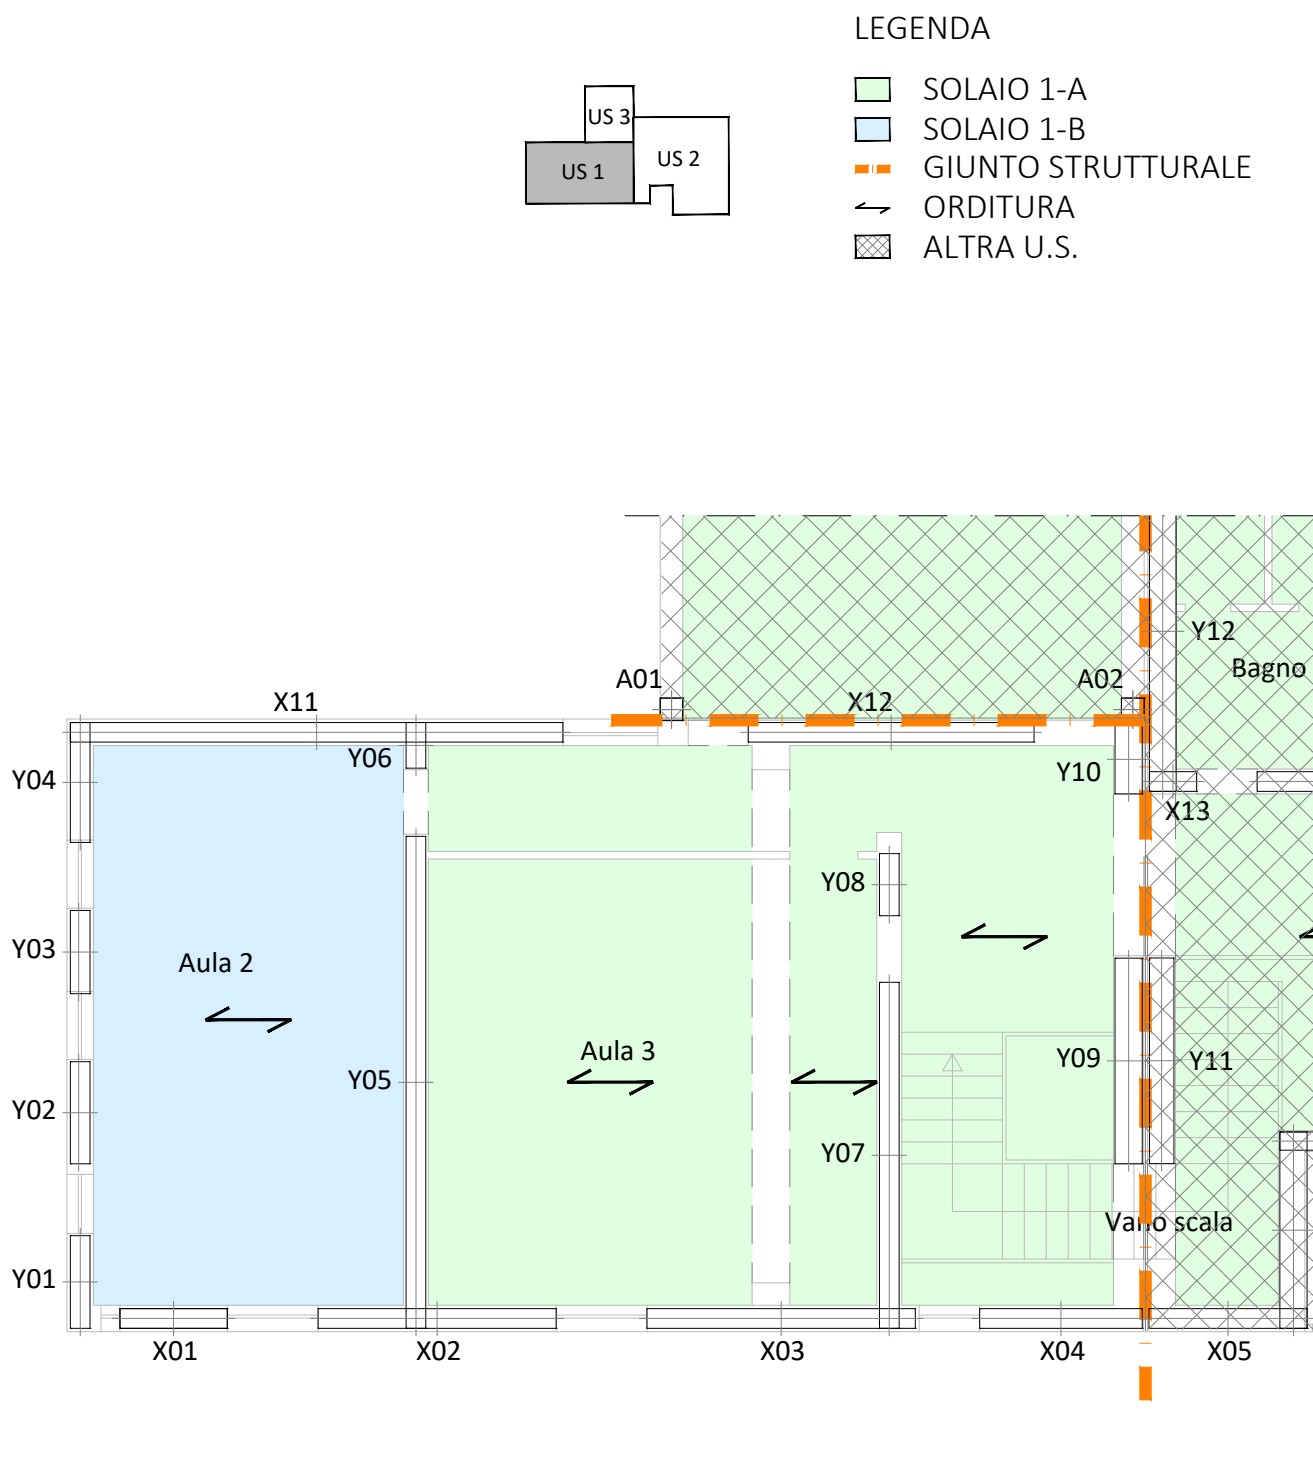 LEGENDA
SOLAIO 1-A
SOLAIO 1-B
GIUNTO STRUTTURALE
ORDITURA
ALTRA U.S.
US 3
US 2
US 1
Y12
Bagno
A01
A02
X11
X12
Y06
Y04
Y10
X13
Y08
Y03
Aula 2
Aula 3
Y09
Y11
Y05
Y02
Y07
Vano scala
Y01
X01
X02
X03
X04
X05